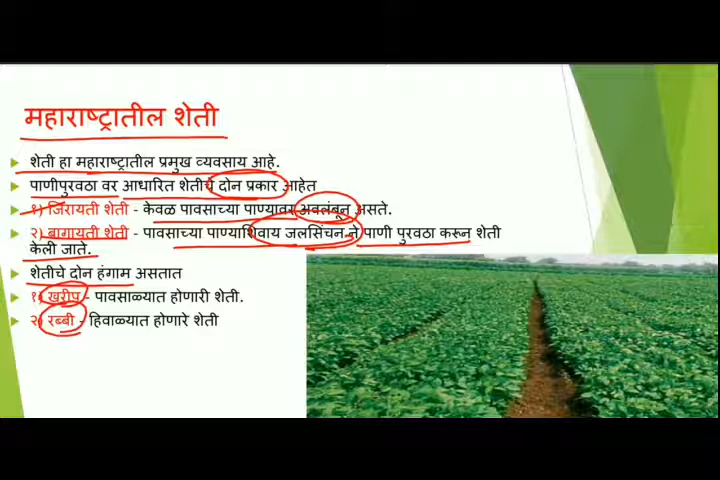 महाराष्ट्रातील शेती
शेती हा महाराष्ट्रातील प्रमुख व्यवसाय आहे.
पाणीपुरवठा वर आधारित शेतीचे दोन प्रकार आहेत
१) जिरायती शेती - केवळ पावसाच्या पाण्यावर अवलंबून असते.
२) बागायती शेती - पावसाच्या पाण्याशिवाय जलसिंचन ने पाणी पुरवठा करून शेती
केली जाते.
शेतीचे दोन हंगाम असतात
१) खरीप - पावसाळ्यात होणारी शेती.
२) रब्बी - हिवाळ्यात होणारे शेती